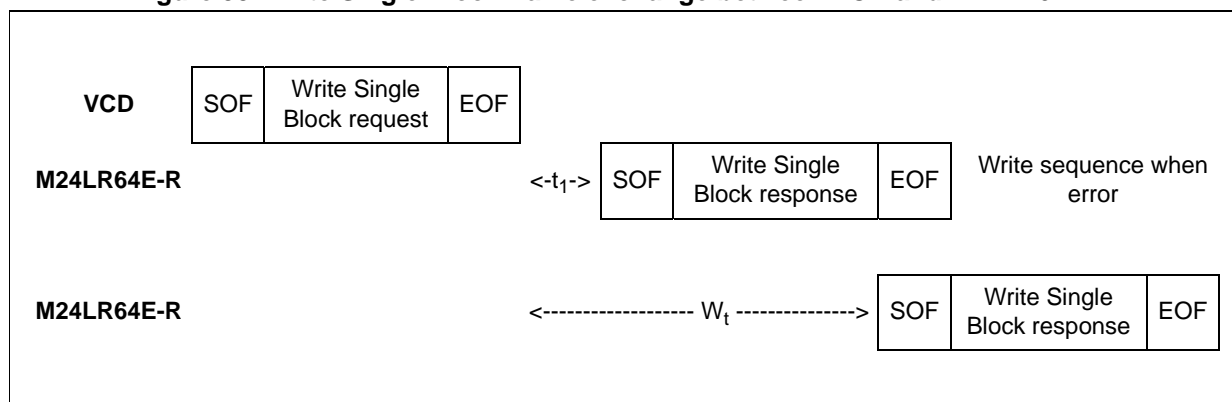 VCD SOF Write Single Block request EOF
M24LR64E-R <-t1-> SOF Write Single Block response EOF Write sequence when error
M24LR64E-R <------------------- Wt ---------------> SOF Write Single Block response EOF